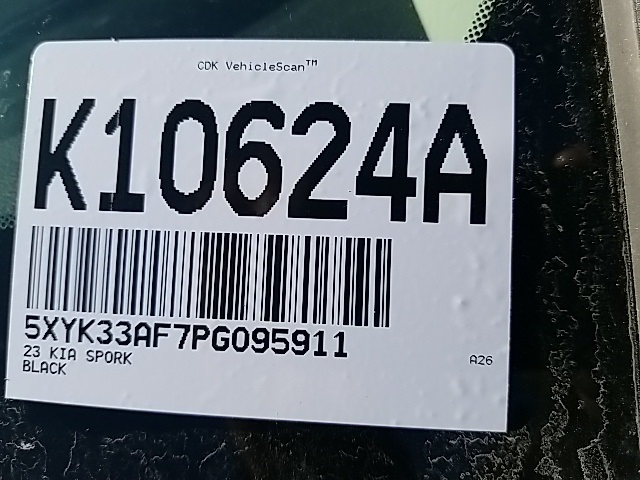 CDK VehicleScan™
K10624A
5XYK33AF7PG095911
23 KIA SPORK
BLACK
A26